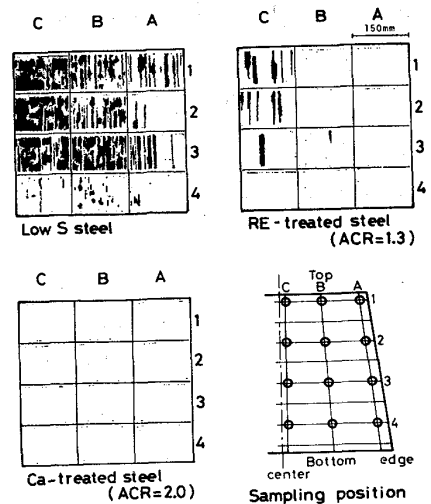 C B A
1
2
3
4
Low S steel
C B A
150mm
1
2
3
4
RE-treated steel
(ACR=1.3)
C B A
1
2
3
4
Ca-treated steel
(ACR=2.0)
Top
C B A
1
2
3
4
Bottom edge
center
Sampling position